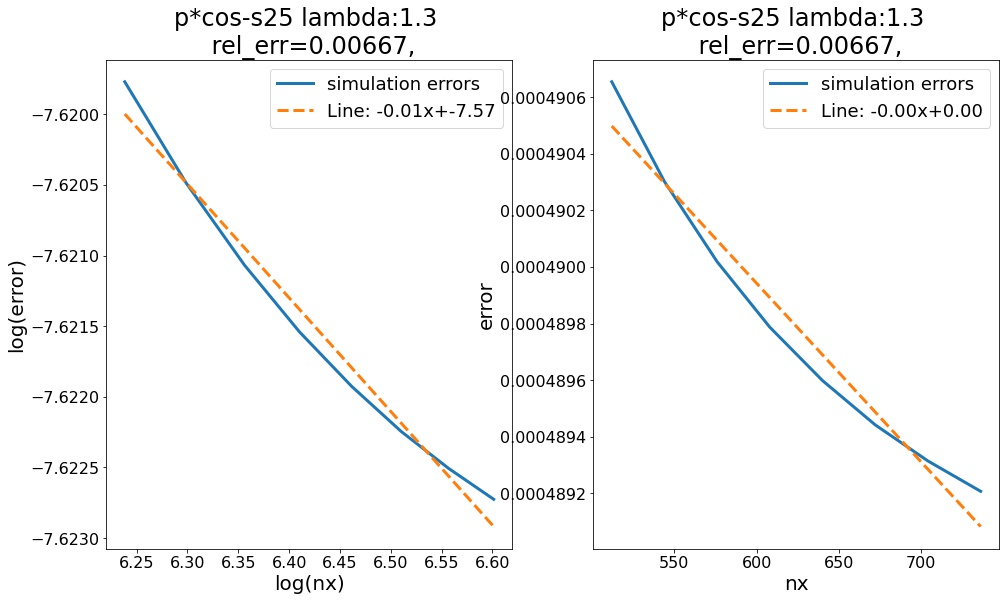 p*cos-s25 lambda:1.3
rel_err=0.00667,
simulation errors
Line: -0.01x+-7.57
−7.6200
−7.6205
−7.6210
−7.6215
−7.6220
−7.6225
−7.6230
log(error)
6.25 6.30 6.35 6.40 6.45 6.50 6.55 6.60
log(nx)
p*cos-s25 lambda:1.3
rel_err=0.00667,
simulation errors
Line: -0.00x+0.00
0.0004906
0.0004904
0.0004902
0.0004900
0.0004898
0.0004896
0.0004894
0.0004892
error
550 600 650 700
nx